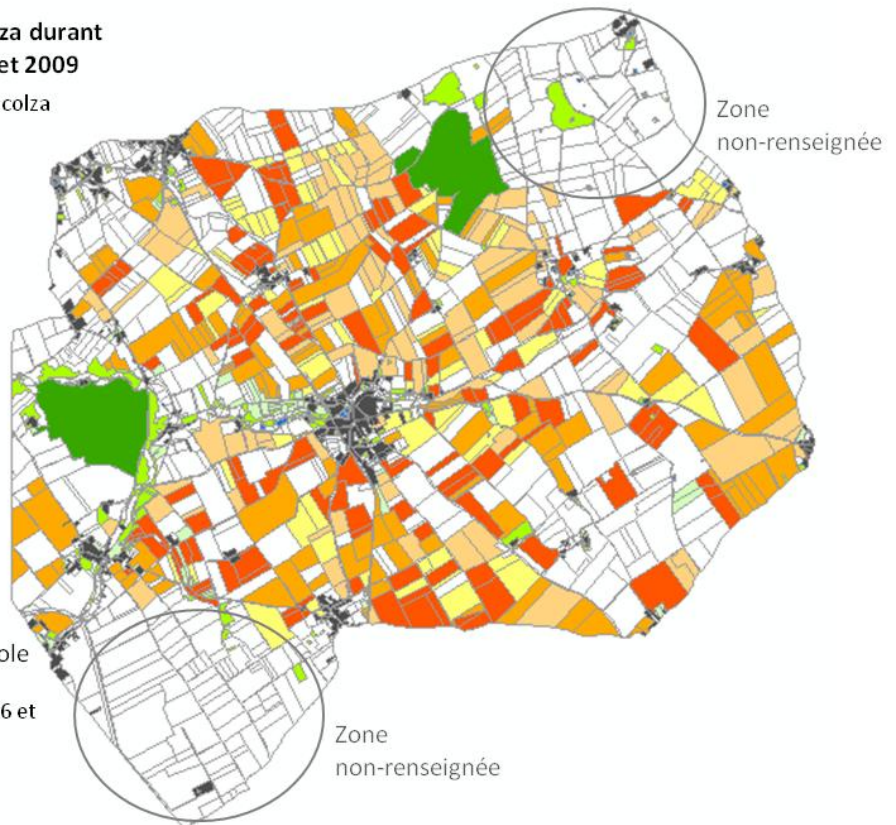 za durant
et 2009
colza
Zone
non-renseignée
ole
6 et
Zone
non-renseignée